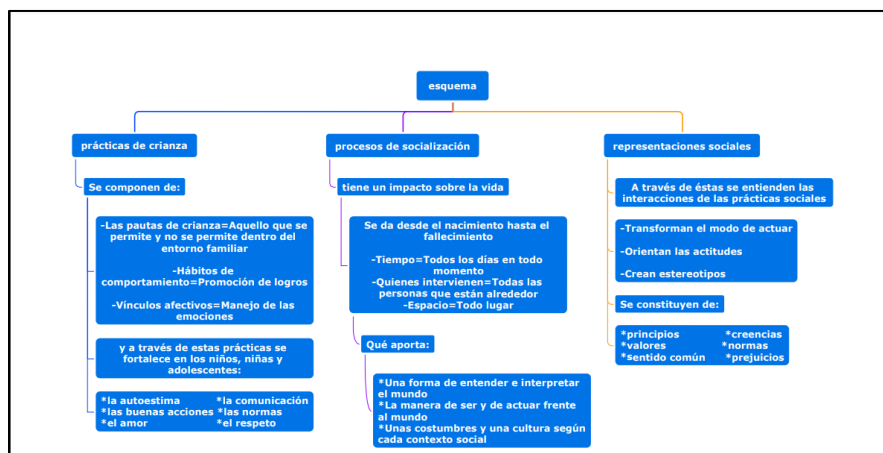 esquema
prácticas de crianza
Se componen de:
-Las pautas de crianza=Aquello que se
permite y no se permite dentro del
entorno familiar
-Hábitos de
comportamiento=Promoción de logros
-Vínculos afectivos=Manejo de las
emociones
y a través de estas prácticas se
fortalece en los niños, niñas y
adolescentes:
*la autoestima *la comunicación
*las buenas acciones *las normas
*el amor *el respeto
procesos de socialización
tiene un impacto sobre la vida
Se da desde el nacimiento hasta el
fallecimiento
-Tiempo=Todos los días en todo
momento
-Quienes intervienen=Todas las
personas que están alrededor
-Espacio=Todo lugar
Qué aporta:
*Una forma de entender e interpretar
el mundo
*La manera de ser y de actuar frente
al mundo
*Unas costumbres y una cultura según
cada contexto social
representaciones sociales
A través de éstas se entienden las
interacciones de las prácticas sociales
-Transforman el modo de actuar
-Orientan las actitudes
-Crean estereotipos
Se constituyen de:
*principios *creencias
*valores *normas
*sentido común *prejuicios